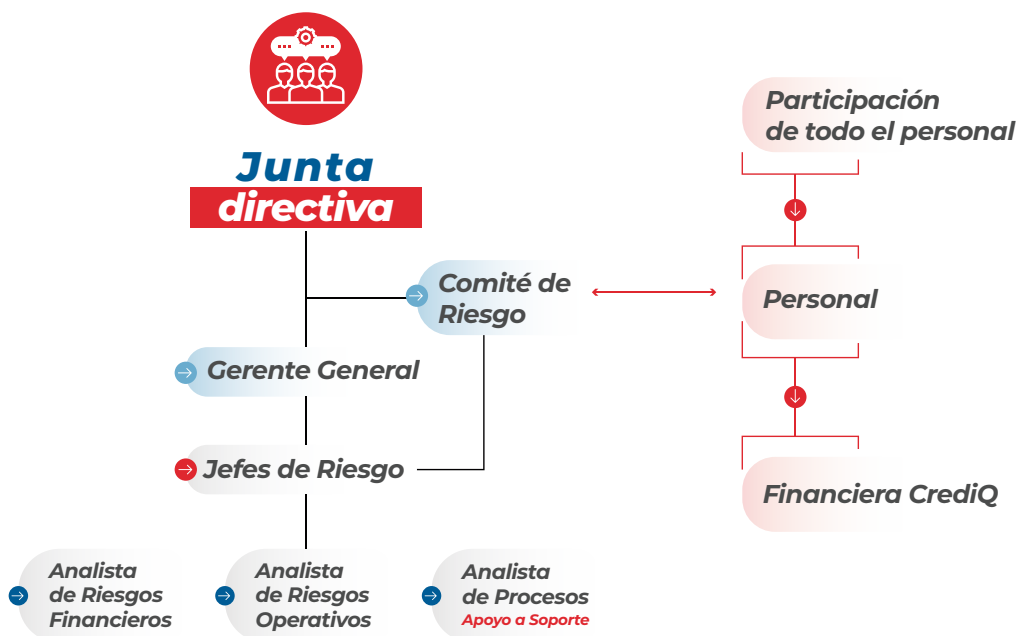 Junta
directiva
Comité de
Riesgo
Gerente General
Jefes de Riesgo
Analista
de Riesgos
Financieros
Analista
de Riesgos
Operativos
Analista
de Procesos
Apoyo a Soporte
Participación
de todo el personal
Personal
Financiera CrediQ